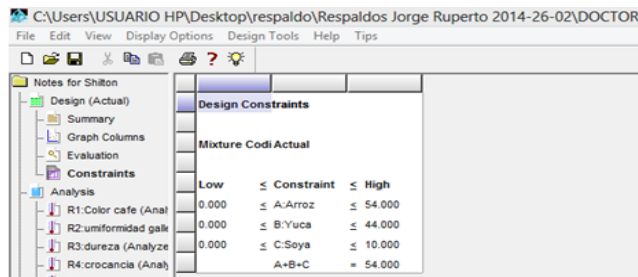 C:\Users\USUARIO HP\Desktop\respaldo\Respaldos Jorge Ruperto 2014-26-02\DOCTOR
File Edit View Display Options Design Tools Help Tips
Notes for Shilton
Design (Actual)
Summary
Graph Columns
Evaluation
Constraints
Analysis
R1:Color cafe (Anal
R2:umiformidad galle
R3:dureza (Analyze
R4:crocancia (Analy
Design Constraints
Mixture Codi Actual
Low ≤ Constraint ≤ High
0.000 ≤ A:Arroz ≤ 54.000
0.000 ≤ B:Yuca ≤ 44.000
0.000 ≤ C:Soya ≤ 10.000
A+B+C = 54.000